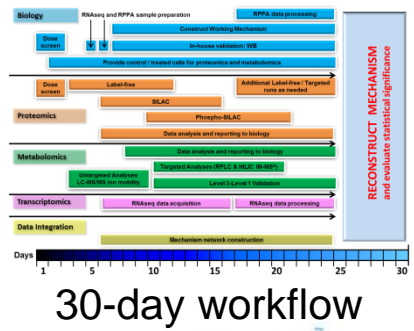 Biology
RNAseq and RPPA sample preparation
RPPA data processing
Construct Working Mechanism
Dose
screen
In-house validation: WB
Provide control / treated cells for proteomics and metabolomics
Dose
screen
Label-free
Additional Label-free / Targeted
runs as needed
SILAC
Proteomics
Phospho-SILAC
Data analysis and reporting to biology
Metabolomics
Data analysis and reporting to biology
Untargeted Analyses
LC-MS/MS ion mobility
Targeted Analyses (RPLC & HILIC IM-MS²)
Level 3-Level 1 Validation
Transcriptomics
RNAseq data acquisition
RNAseq data processing
Data Integration
Mechanism network construction
RECONSTRUCT MECHANISM
and evaluate statistical significance
Days
1 5 10 15 20 25 30
30-day workflow